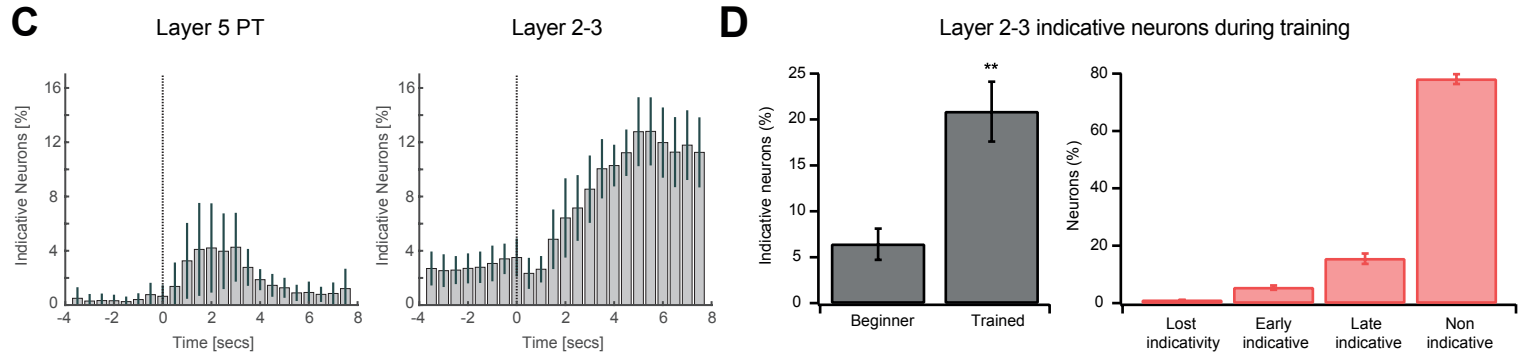 C
Layer 5 PT
Indicative Neurons [%]
16
12
8
4
0
-4
-2
0
2
4
6
8
Time [secs]
Layer 2-3
Indicative Neurons [%]
16
12
8
4
0
-4
-2
0
2
4
6
8
Time [secs]
D
Layer 2-3 indicative neurons during training
Indicative neurons (%)
25
20
15
10
5
0
**
Beginner
Trained
Neurons (%)
80
60
40
20
0
Lost
indicativity
Early
indicative
Late
indicative
Non
indicative